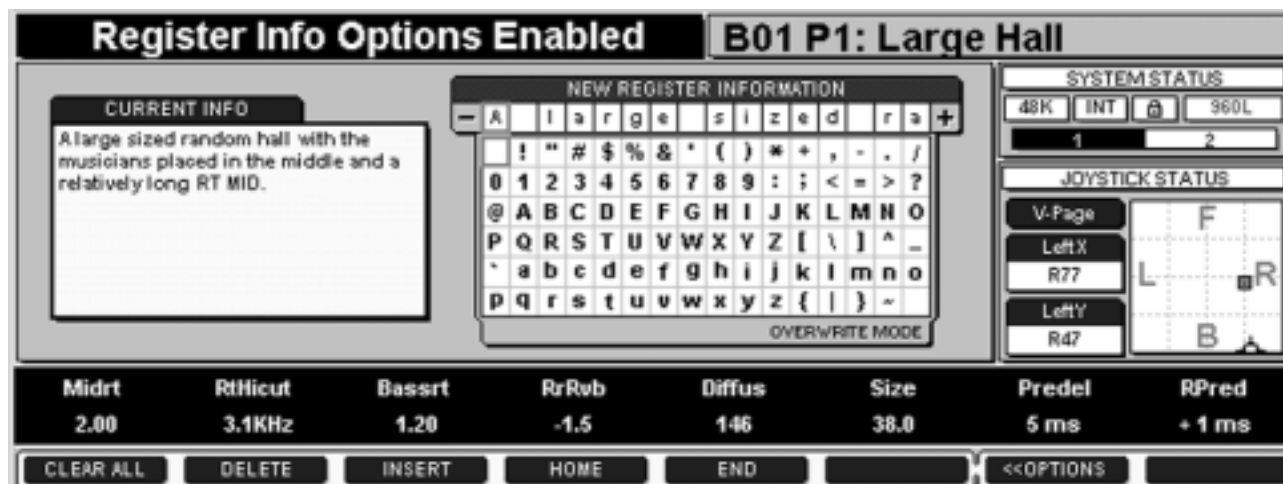 Register Info Options Enabled
B01 P1: Large Hall
CURRENT INFO
A large sized random hall with the
musicians placed in the middle and a
relatively long RT MID.
NEW REGISTER INFORMATION
- A l a r g e s i z e d r a +
! " # $ % & ' ( ) * + , - . /
0 1 2 3 4 5 6 7 8 9 : ; < = > ?
@ A B C D E F G H I J K L M N O
P Q R S T U V W X Y Z [ \ ] ^ _
` a b c d e f g h i j k l m n o
p q r s t u v w x y z { | } ~
OVERWRITE MODE
SYSTEM STATUS
48K INT 960L
1 2
JOYSTICK STATUS
V-Page
LeftX
R77
LeftY
R47
F
L R
B
Midrt RtHicut Bassrt RrRvb Diffus Size Predel RPred
2.00 3.1KHz 1.20 -1.5 146 38.0 5 ms + 1 ms
CLEAR ALL DELETE INSERT HOME END <<OPTIONS